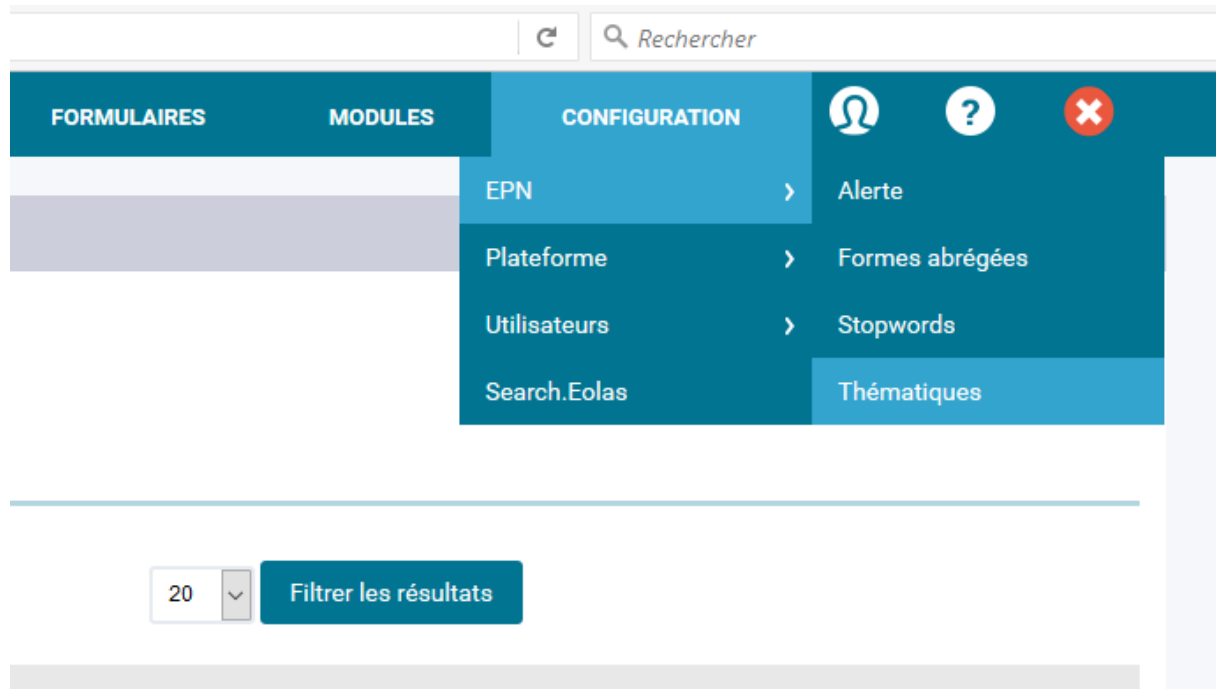 Rechercher
FORMULAIRES MODULES CONFIGURATION ?
EPN Alerte
Plateforme Formes abrégées
Utilisateurs Stopwords
Search.Eolas Thématiques
20 Filtrer les résultats